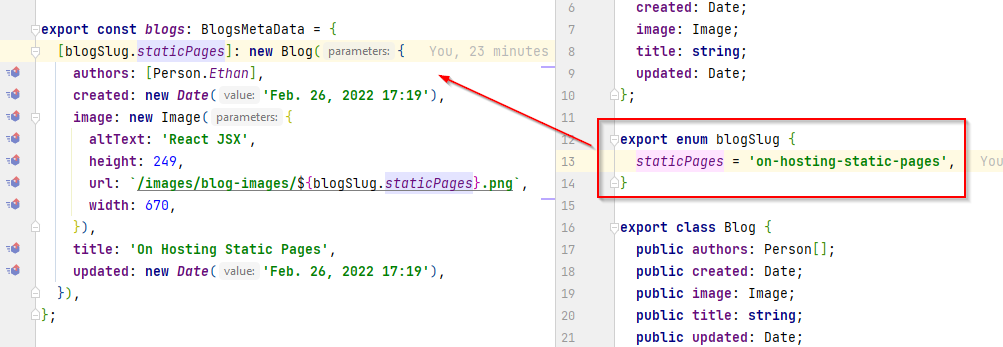 export const blogs: BlogsMetaData = {
[blogSlug.staticPages]: new Blog( parameters: { You, 23 minutes
authors: [Person.Ethan],
created: new Date( value: 'Feb. 26, 2022 17:19'),
image: new Image( parameters: {
altText: 'React JSX',
height: 249,
url: `/images/blog-images/${blogSlug.staticPages}.png`,
width: 670,
}),
title: 'On Hosting Static Pages',
updated: new Date( value: 'Feb. 26, 2022 17:19'),
}),
};
6 created: Date;
7 image: Image;
8 title: string;
9 updated: Date;
10 };
11
12 export enum blogSlug {
13 staticPages = 'on-hosting-static-pages', You
14 }
15
16 export class Blog {
17 public authors: Person[];
18 public created: Date;
19 public image: Image;
20 public title: string;
21 public updated: Date;